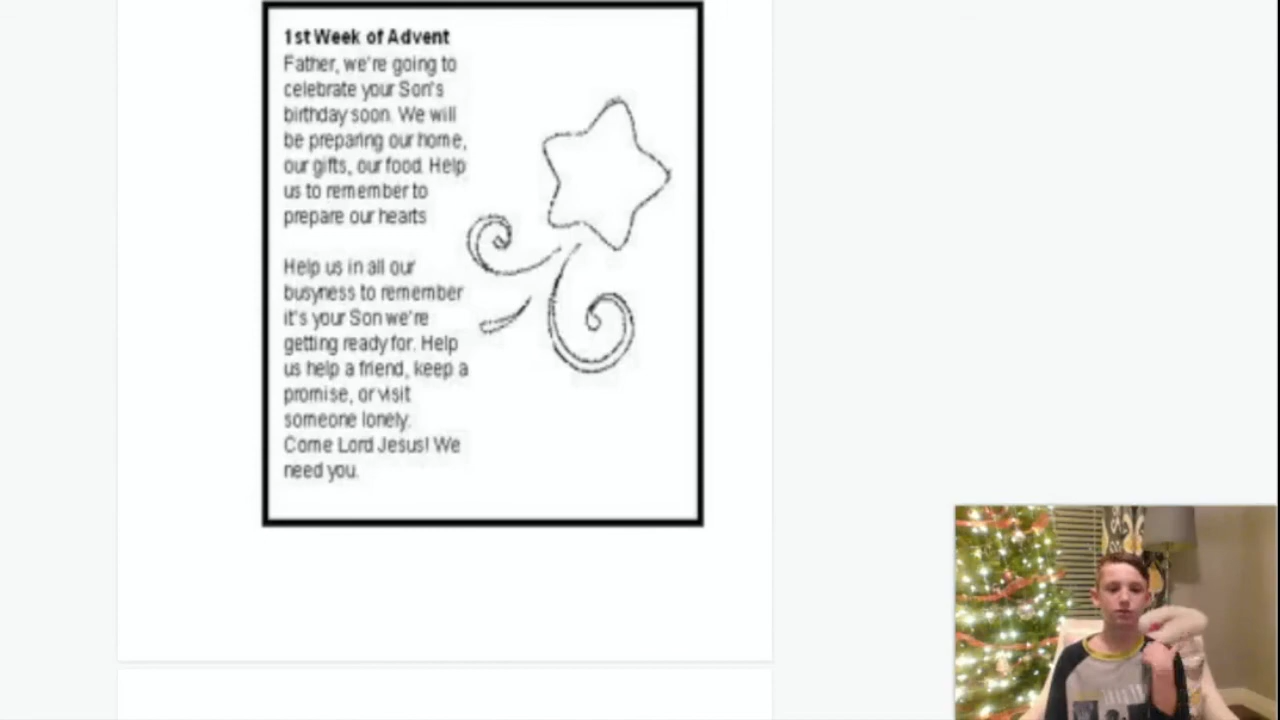 1st Week of Advent
Father, we're going to
celebrate your Son's
birthday soon. We will
be preparing our home,
our gifts, our food. Help
us to remember to
prepare our hearts

Help us in all our
busyness to remember
it's your Son we're
getting ready for. Help
us help a friend, keep a
promise, or visit
someone lonely.
Come Lord Jesus! We
need you.